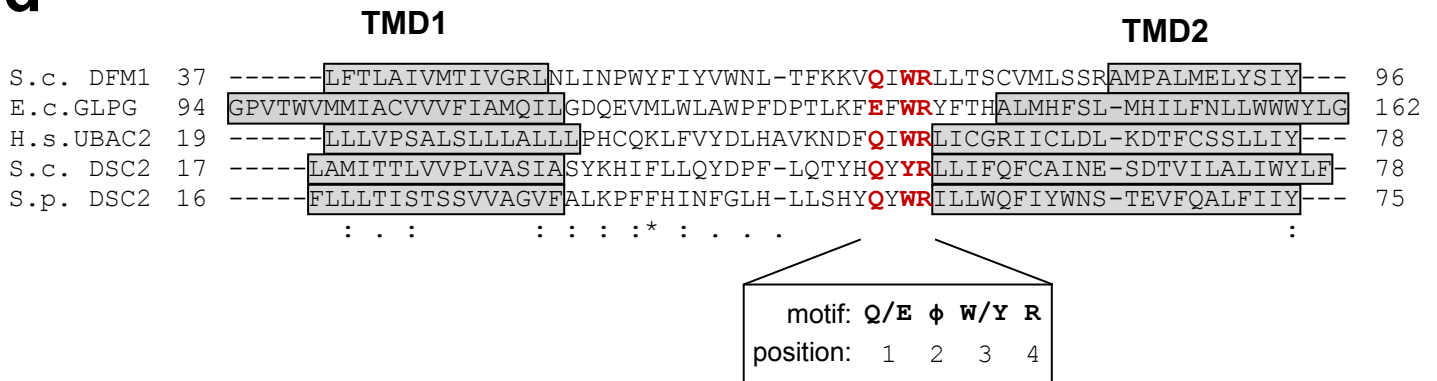 TMD1 TMD2
S.c. DFM1 37 ------LFTLAIVMTIVGRLNLINPWYFIYVWNL-TFKKVQIWRLLTSCVMLSSRAMPALMELYSIY--- 96
E.c.GLPG 94 GPVTWVMMIACVVVFIAMQILGDQEVMLWLAWPFDPTLKFEFWRYFTHALMHFSL-MHILFNLLWWWYLG 162
H.s.UBAC2 19 ------LLLVPSALSLLLALLLPHCQKLFVYDLHAVKNDFQIWRLICGRIICLDL-KDTFCSSLLIY--- 78
S.c. DSC2 17 -----LAMITTLVVPLVASIASYKHIFLLQYDPF-LQTYHQYYRLLIFQFCAINE-SDTVILALIWYLF- 78
S.p. DSC2 16 -----FLLLTISTSSVVAGVFALKPFFHINFGLH-LLSHYQYWRILLWQFIYWNS-TEVFQALFIIY--- 75
: . : : : : :* : . . . :
motif: Q/E ϕ W/Y R
position: 1 2 3 4